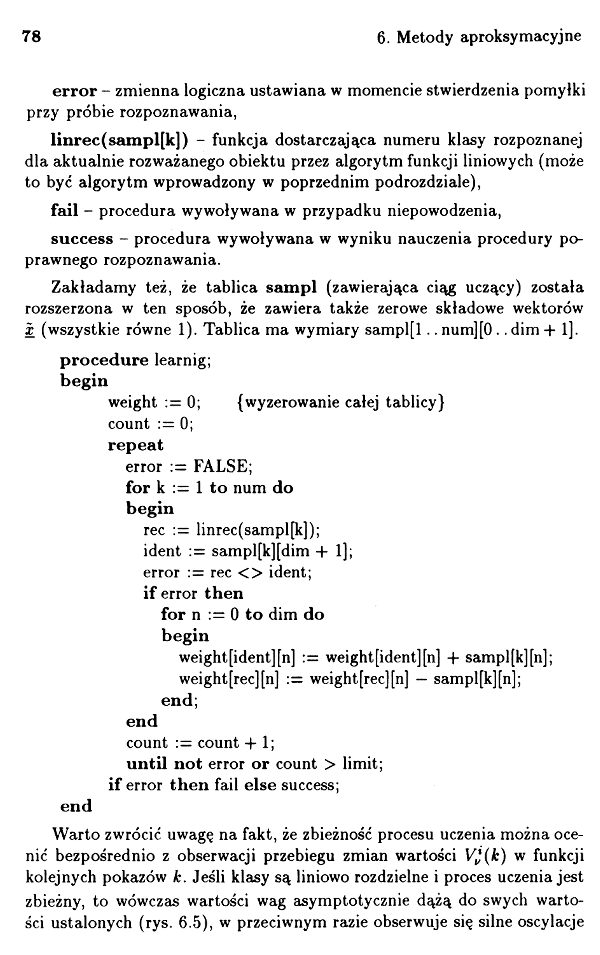 78 6. Metody aproksymacyjne
error – zmienna logiczna ustawiana w momencie stwierdzenia pomyłki
przy próbie rozpoznawania,
linrec(sampl[k]) – funkcja dostarczająca numeru klasy rozpoznanej
dla aktualnie rozważanego obiektu przez algorytm funkcji liniowych (może
to być algorytm wprowadzony w poprzednim podrozdziale),
fail – procedura wywoływana w przypadku niepowodzenia,
success – procedura wywoływana w wyniku nauczenia procedury po-
prawnego rozpoznawania.
Zakładamy też, że tablica sampl (zawierająca ciąg uczący) została
rozszerzona w ten sposób, że zawiera także zerowe składowe wektorów
x̲̃ (wszystkie równe 1). Tablica ma wymiary sampl[1 .. num][0 .. dim + 1].
procedure learnig;
begin
weight := 0; {wyzerowanie całej tablicy}
count := 0;
repeat
error := FALSE;
for k := 1 to num do
begin
rec := linrec(sampl[k]);
ident := sampl[k][dim + 1];
error := rec <> ident;
if error then
for n := 0 to dim do
begin
weight[ident][n] := weight[ident][n] + sampl[k][n];
weight[rec][n] := weight[rec][n] − sampl[k][n];
end;
end
count := count + 1;
until not error or count > limit;
if error then fail else success;
end
Warto zwrócić uwagę na fakt, że zbieżność procesu uczenia można oce-
nić bezpośrednio z obserwacji przebiegu zmian wartości V_ν^i(k) w funkcji
kolejnych pokazów k. Jeśli klasy są liniowo rozdzielne i proces uczenia jest
zbieżny, to wówczas wartości wag asymptotycznie dążą do swych warto-
ści ustalonych (rys. 6.5), w przeciwnym razie obserwuje się silne oscylacje